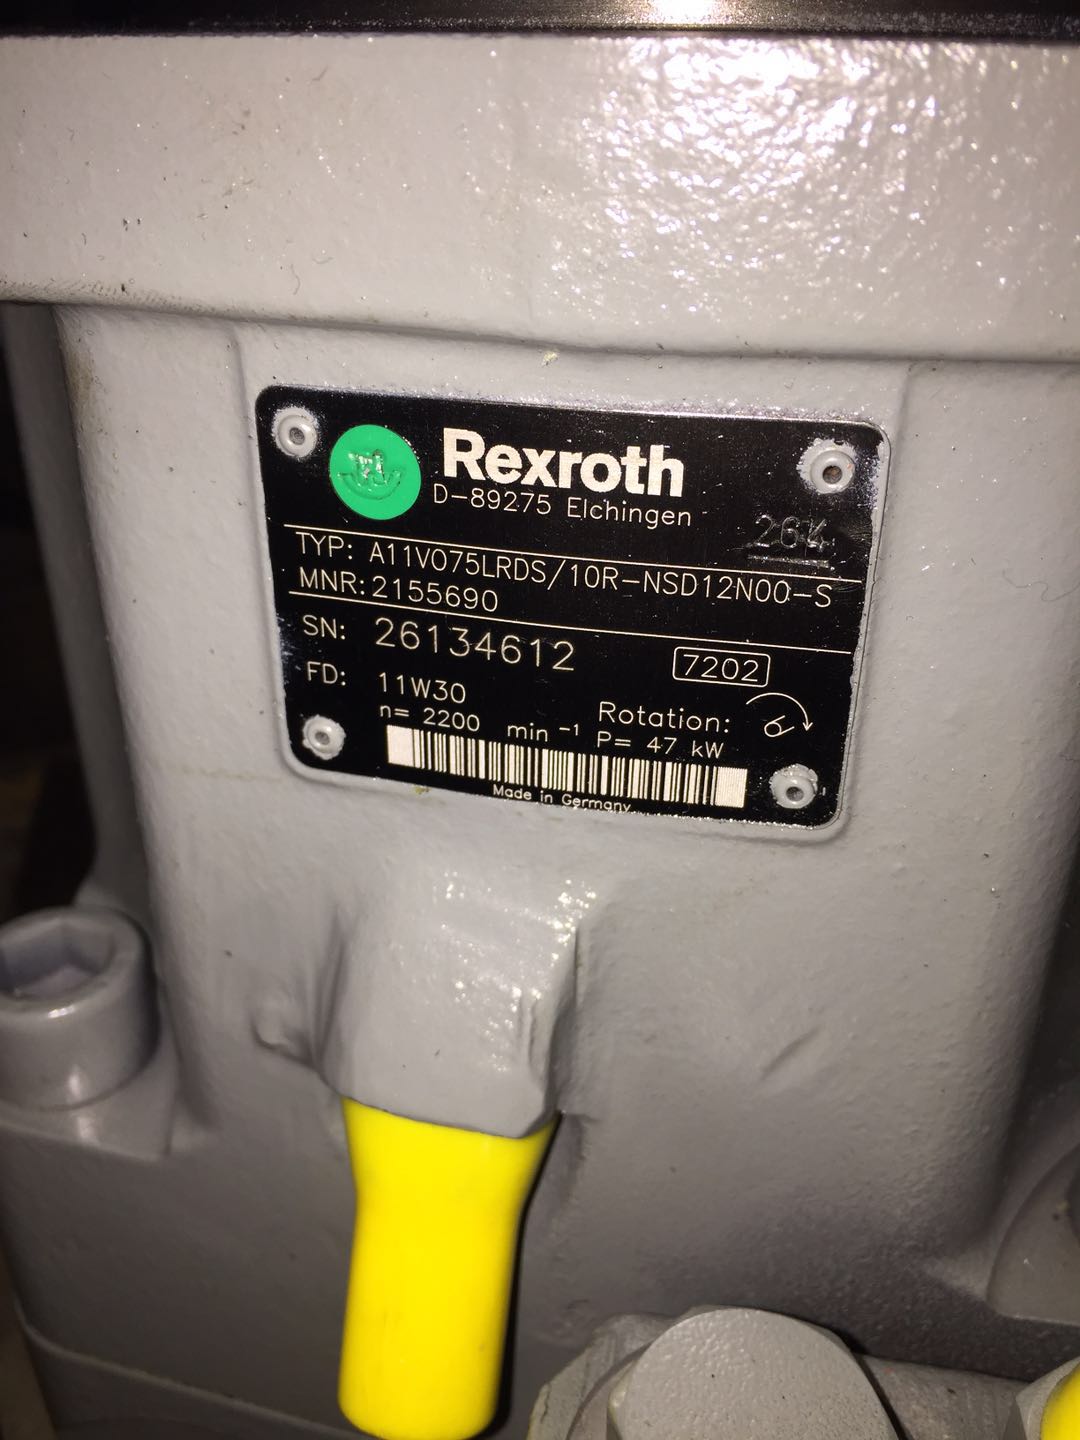 Rexroth
D-89275 Elchingen
264
TYP: A11VO75LRDS/10R-NSD12N00-S
MNR: 2155690
SN: 26134612
7202
FD: 11W30
Rotation:
n= 2200 min⁻¹ P= 47 kW
Made in Germany